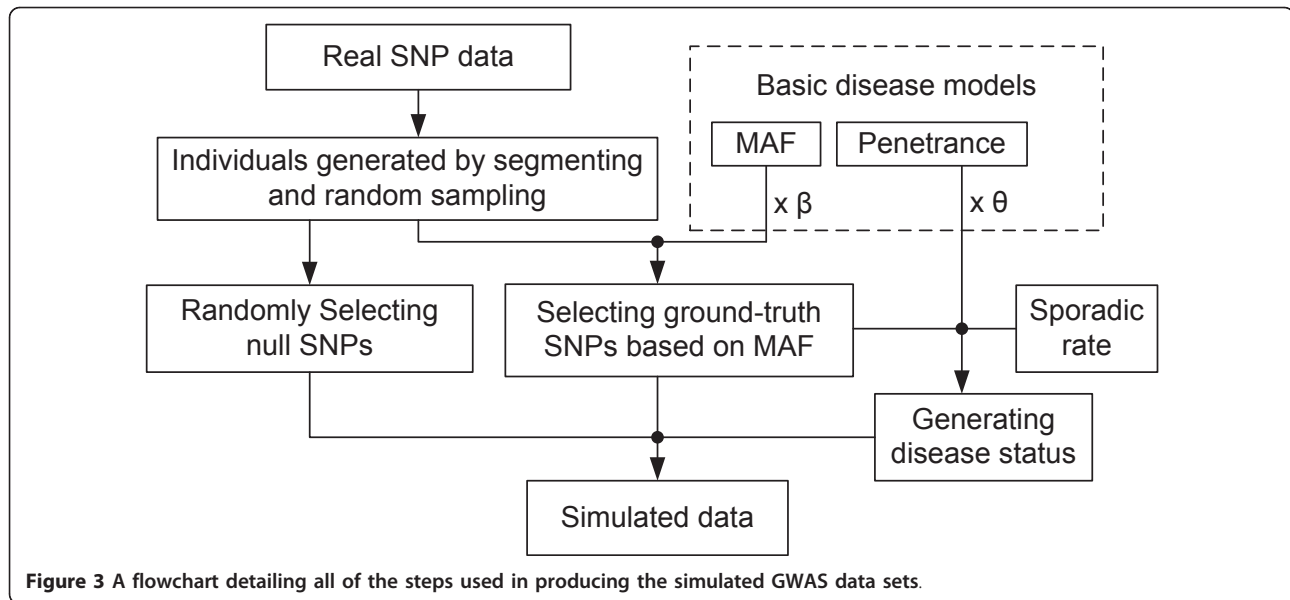 Real SNP data
Basic disease models
MAF
Penetrance
Individuals generated by segmenting
and random sampling
x β
x θ
Randomly Selecting
null SNPs
Selecting ground-truth
SNPs based on MAF
Sporadic
rate
Generating
disease status
Simulated data
Figure 3 A flowchart detailing all of the steps used in producing the simulated GWAS data sets.